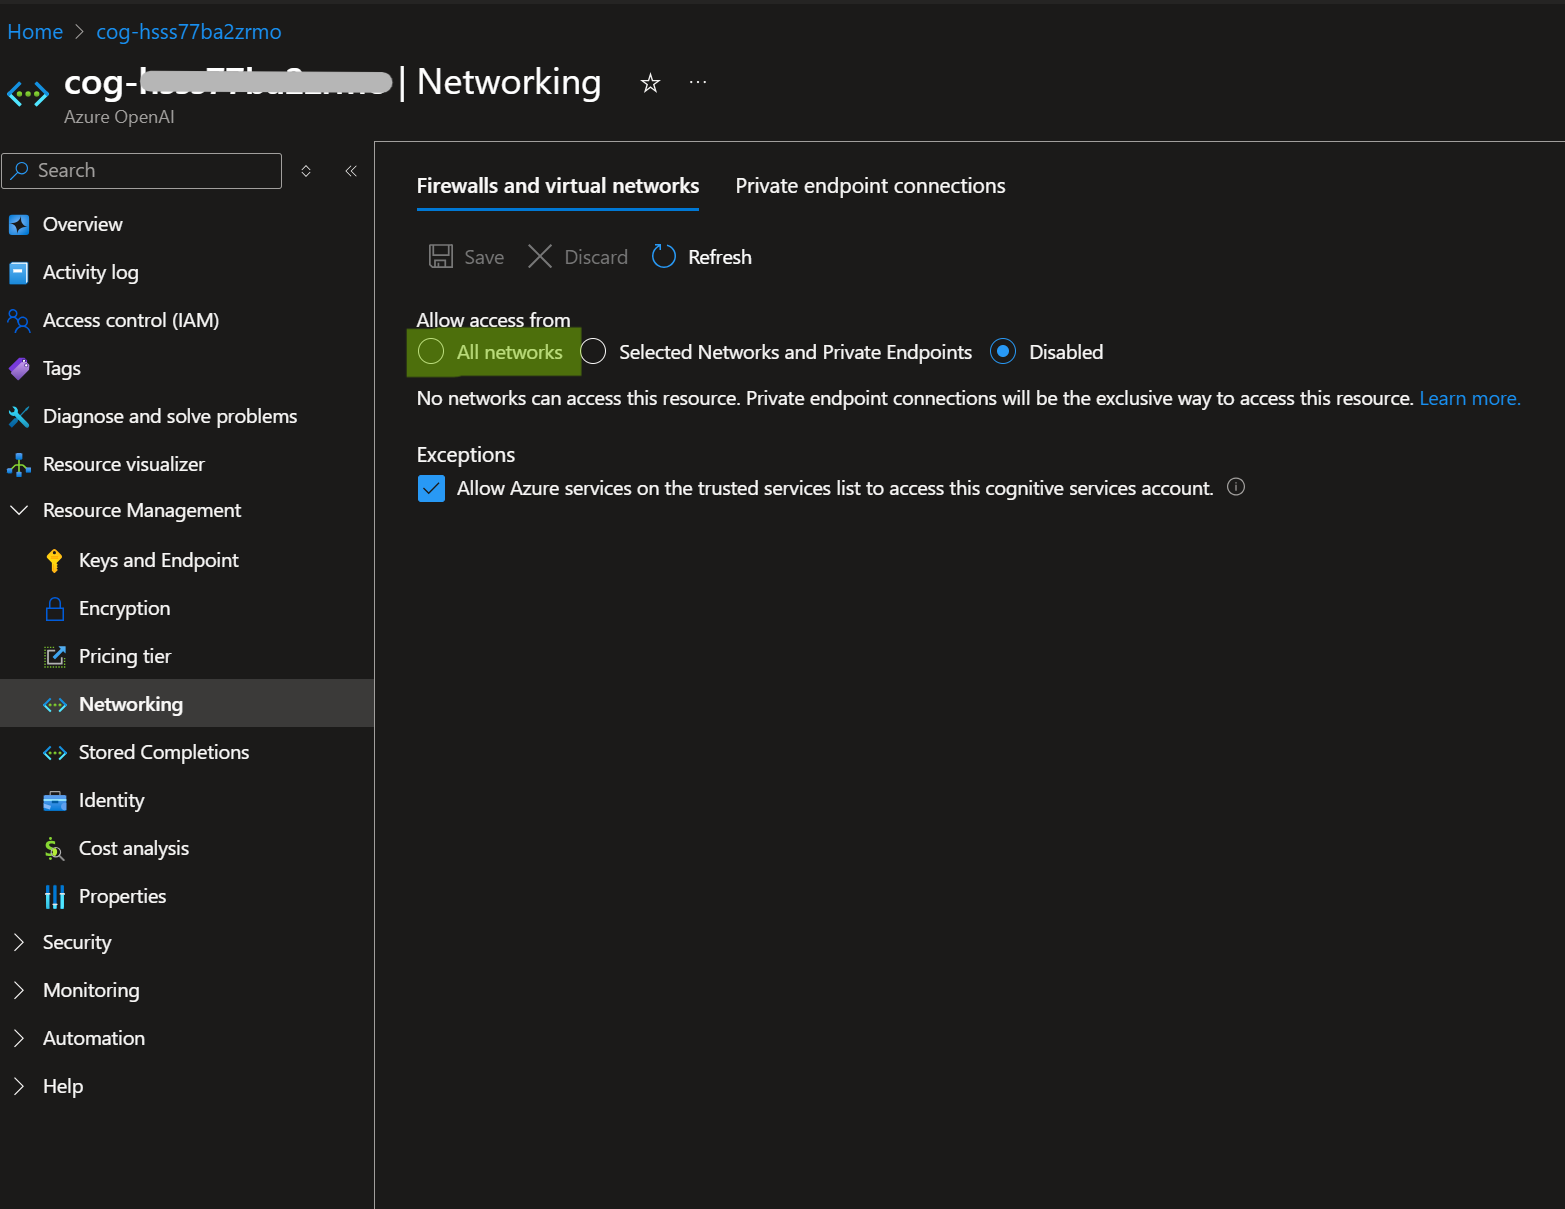 Home > cog-hsss77ba2zrmo
cog- | Networking
Azure OpenAI
Search
Overview
Activity log
Access control (IAM)
Tags
Diagnose and solve problems
Resource visualizer
Resource Management
Keys and Endpoint
Encryption
Pricing tier
Networking
Stored Completions
Identity
Cost analysis
Properties
Security
Monitoring
Automation
Help
Firewalls and virtual networks Private endpoint connections
Save Discard Refresh
Allow access from
All networks Selected Networks and Private Endpoints Disabled
No networks can access this resource. Private endpoint connections will be the exclusive way to access this resource. Learn more.
Exceptions
Allow Azure services on the trusted services list to access this cognitive services account.